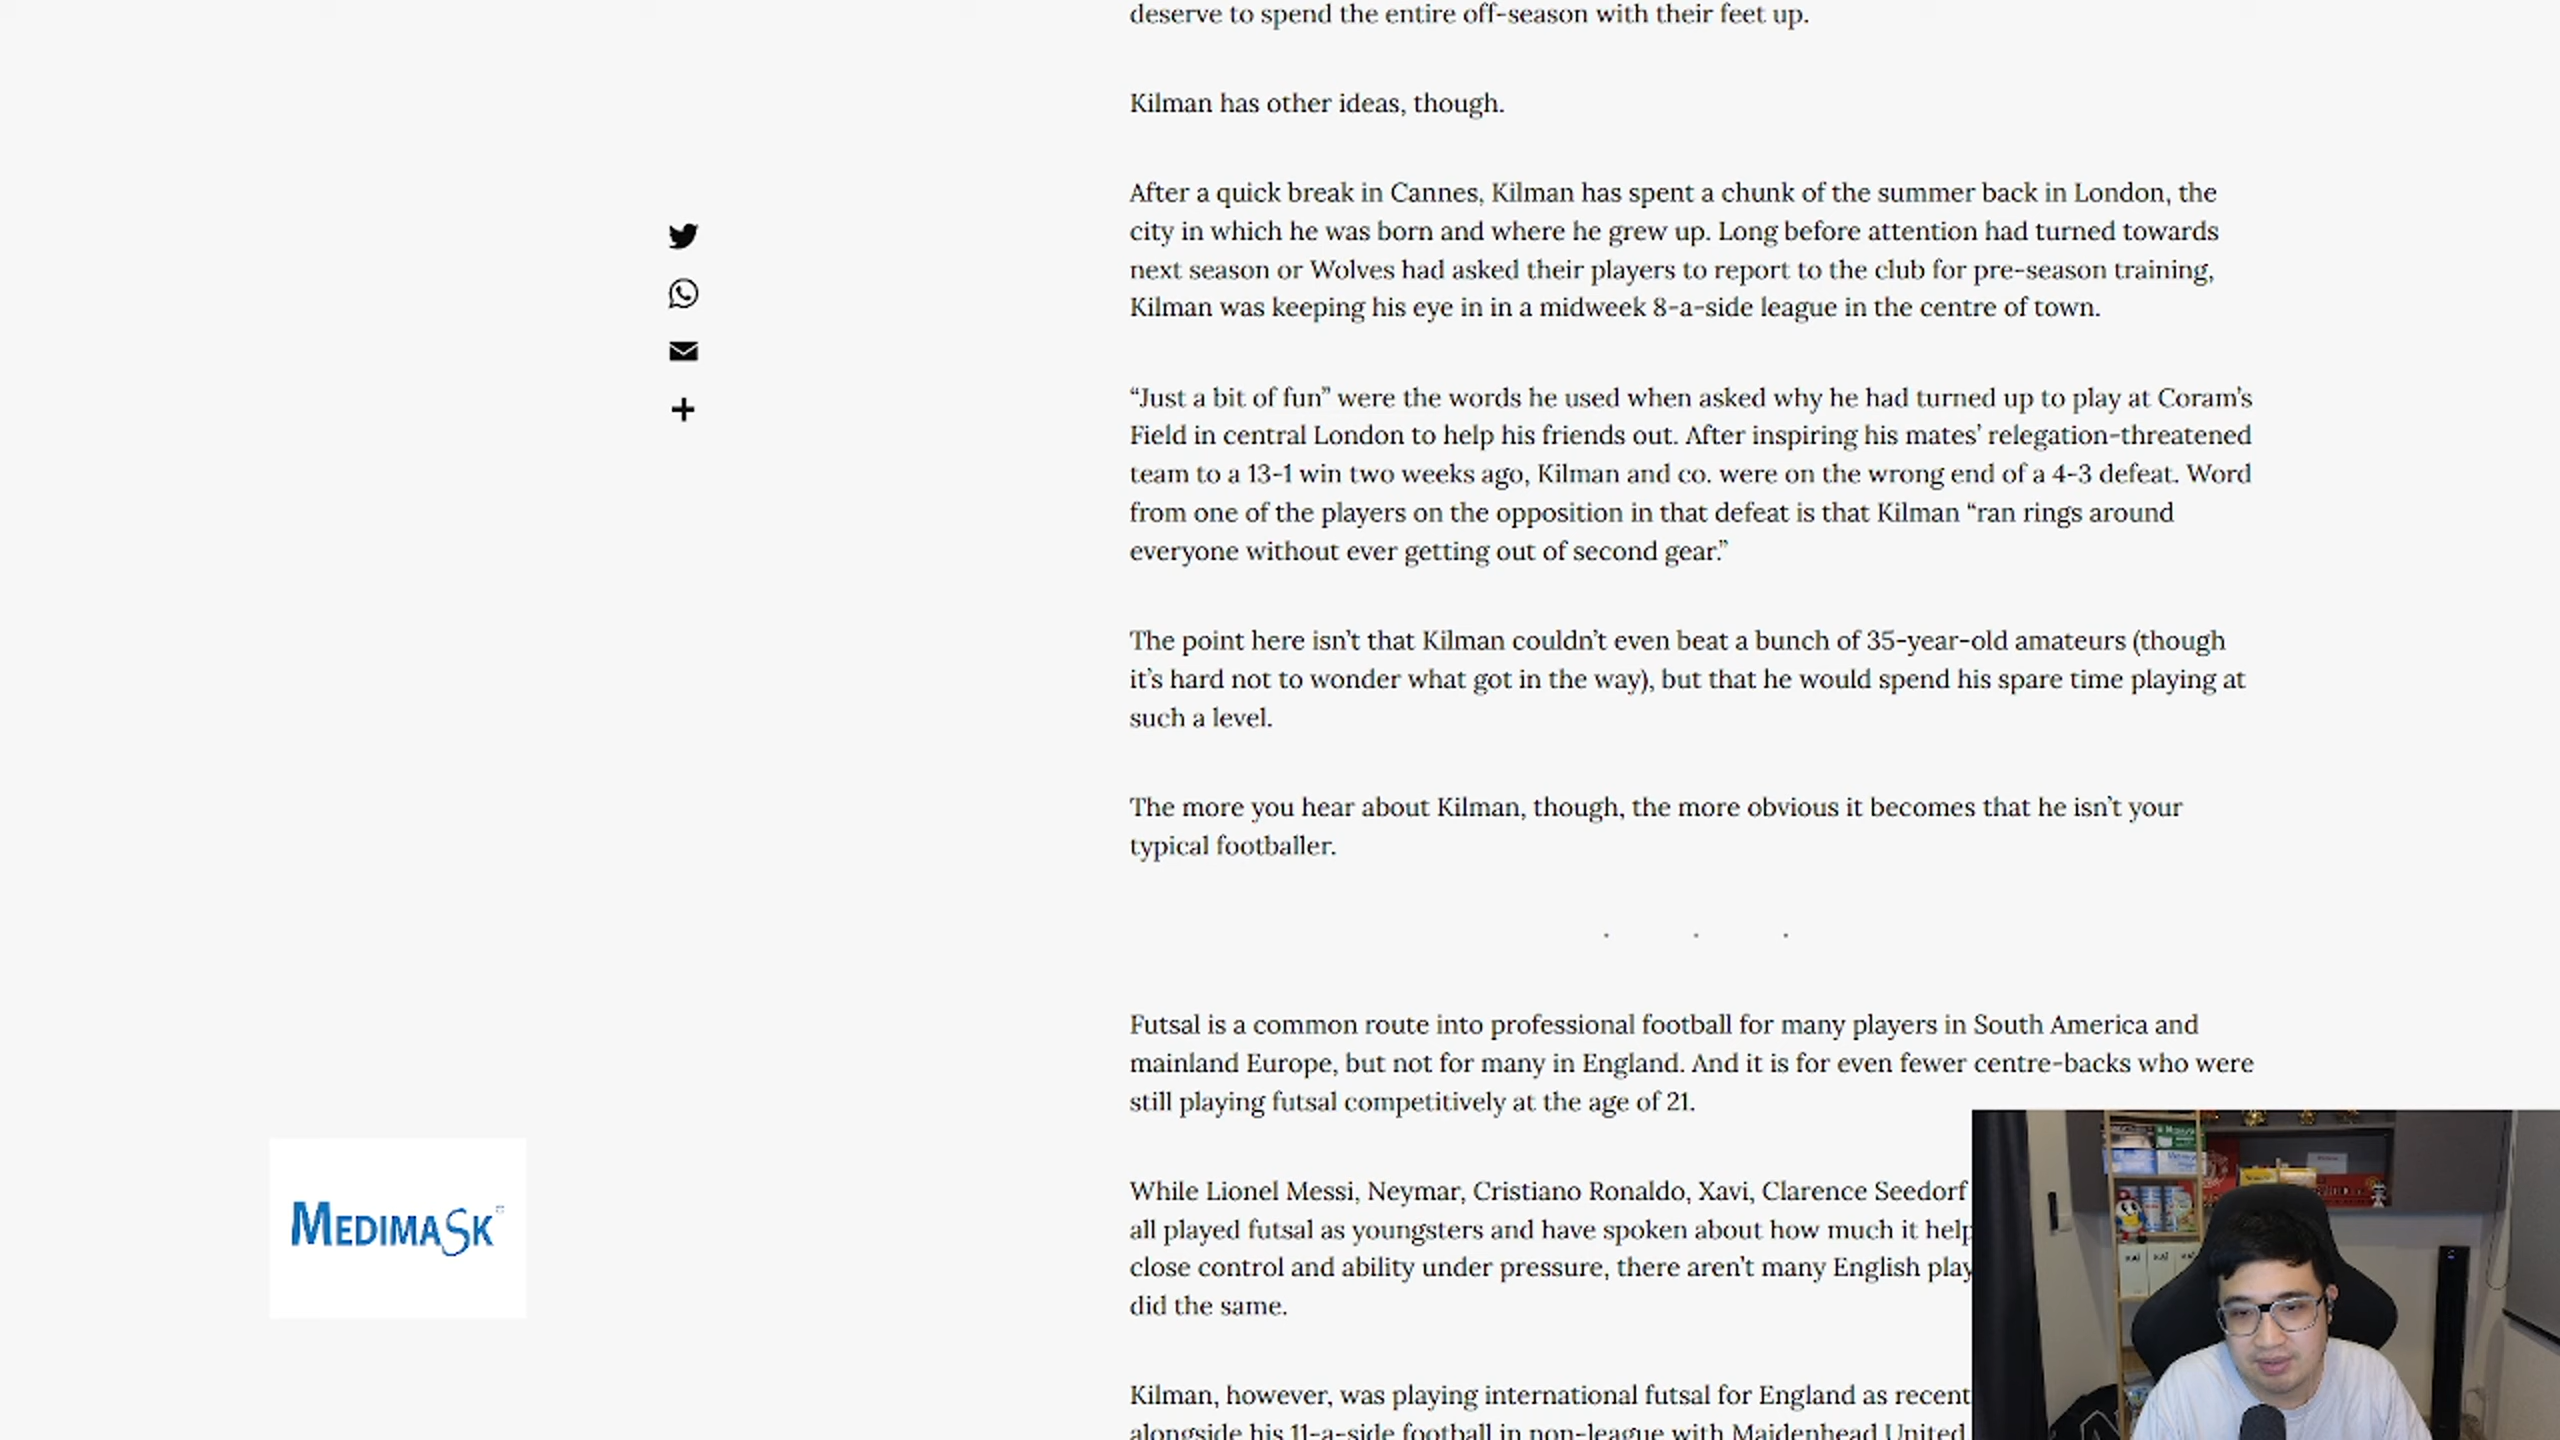 deserve to spend the entire off-season with their feet up.
Kilman has other ideas, though.
After a quick break in Cannes, Kilman has spent a chunk of the summer back in London, the
city in which he was born and where he grew up. Long before attention had turned towards
next season or Wolves had asked their players to report to the club for pre-season training,
Kilman was keeping his eye in in a midweek 8-a-side league in the centre of town.
“Just a bit of fun” were the words he used when asked why he had turned up to play at Coram’s
Field in central London to help his friends out. After inspiring his mates’ relegation-threatened
team to a 13-1 win two weeks ago, Kilman and co. were on the wrong end of a 4-3 defeat. Word
from one of the players on the opposition in that defeat is that Kilman “ran rings around
everyone without ever getting out of second gear.”
The point here isn’t that Kilman couldn’t even beat a bunch of 35-year-old amateurs (though
it’s hard not to wonder what got in the way), but that he would spend his spare time playing at
such a level.
The more you hear about Kilman, though, the more obvious it becomes that he isn’t your
typical footballer.
. . .
Futsal is a common route into professional football for many players in South America and
mainland Europe, but not for many in England. And it is for even fewer centre-backs who were
still playing futsal competitively at the age of 21.
While Lionel Messi, Neymar, Cristiano Ronaldo, Xavi, Clarence Seedorf
all played futsal as youngsters and have spoken about how much it help
close control and ability under pressure, there aren’t many English play
did the same.
Kilman, however, was playing international futsal for England as recent
alongside his 11-a-side football in non-league with Maidenhead United
MEDIMASK